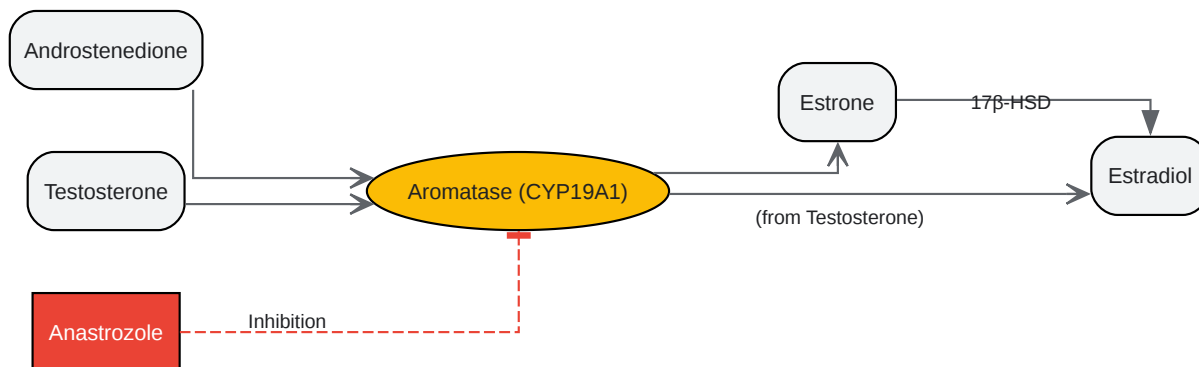 Androstenedione
Estrone
17β-HSD
Testosterone
Aromatase (CYP19A1)
Estradiol
(from Testosterone)
Anastrozole
Inhibition